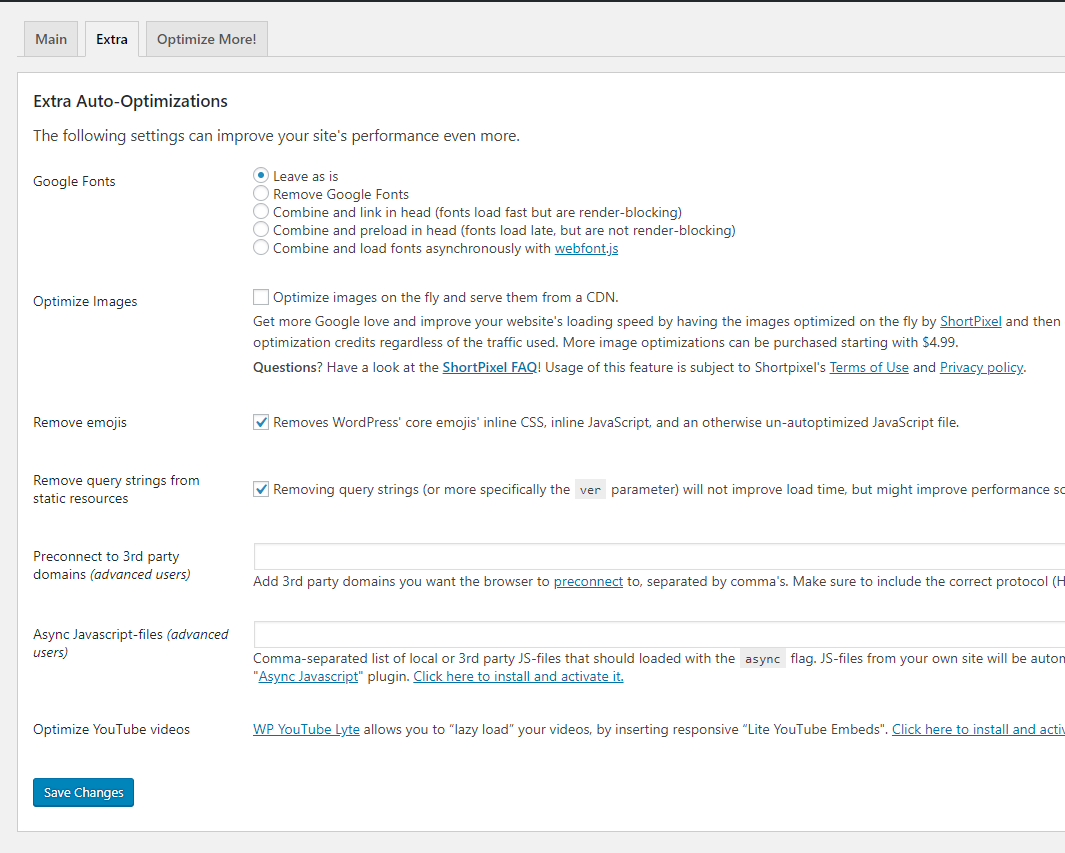 Main
Extra
Optimize More!
Extra Auto-Optimizations
The following settings can improve your site's performance even more.
Google Fonts
Leave as is
Remove Google Fonts
Combine and link in head (fonts load fast but are render-blocking)
Combine and preload in head (fonts load late, but are not render-blocking)
Combine and load fonts asynchronously with webfont.js
Optimize Images
Optimize images on the fly and serve them from a CDN.
Get more Google love and improve your website's loading speed by having the images optimized on the fly by ShortPixel and then
optimization credits regardless of the traffic used. More image optimizations can be purchased starting with $4.99.
Questions? Have a look at the ShortPixel FAQ! Usage of this feature is subject to Shortpixel's Terms of Use and Privacy policy.
Remove emojis
Removes WordPress' core emojis' inline CSS, inline JavaScript, and an otherwise un-autoptimized JavaScript file.
Remove query strings from
static resources
Removing query strings (or more specifically the ver parameter) will not improve load time, but might improve performance sc
Preconnect to 3rd party
domains (advanced users)
Add 3rd party domains you want the browser to preconnect to, separated by comma's. Make sure to include the correct protocol (H
Async Javascript-files (advanced
users)
Comma-separated list of local or 3rd party JS-files that should loaded with the async flag. JS-files from your own site will be autom
"Async Javascript" plugin. Click here to install and activate it.
Optimize YouTube videos
WP YouTube Lyte allows you to “lazy load” your videos, by inserting responsive “Lite YouTube Embeds". Click here to install and activ
Save Changes